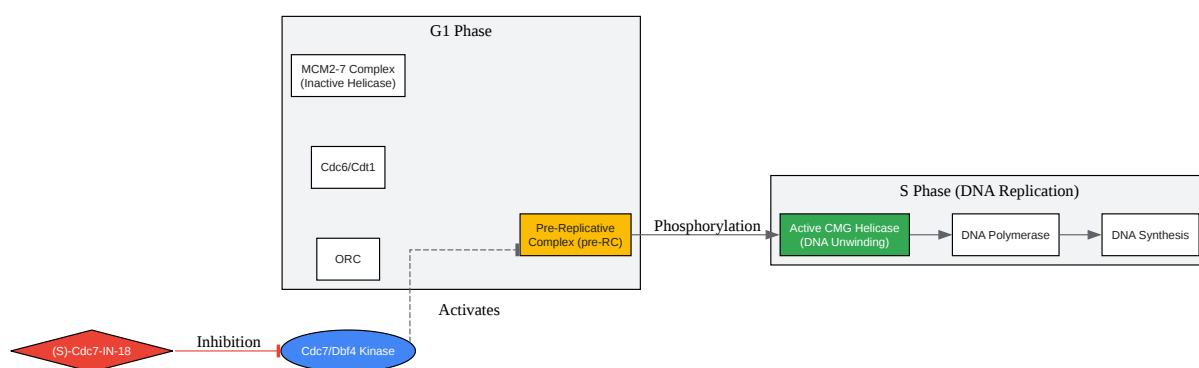 G1 Phase
MCM2-7 Complex
(Inactive Helicase)
Cdc6/Cdt1
ORC
Pre-Replicative
Complex (pre-RC)
Phosphorylation
S Phase (DNA Replication)
Active CMG Helicase
(DNA Unwinding)
DNA Polymerase
DNA Synthesis
Activates
(S)-Cdc7-IN-18
Inhibition
Cdc7/Dbf4 Kinase